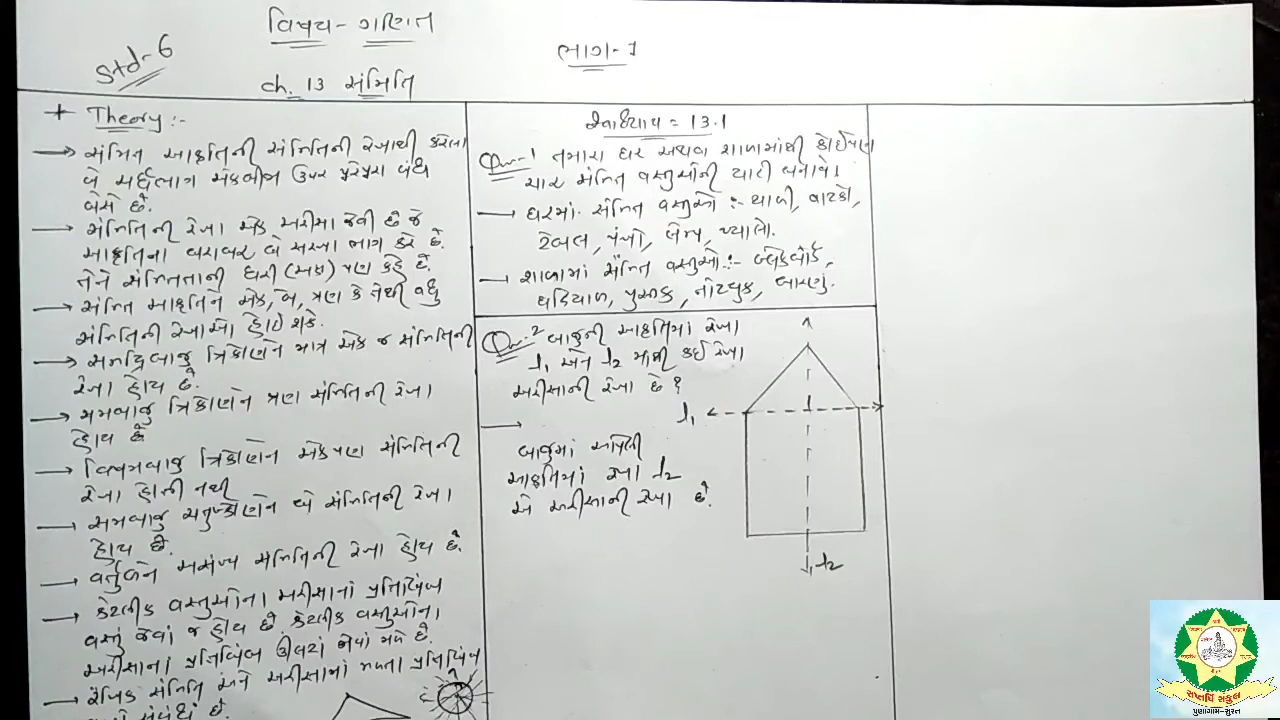 વિષય - ગણિત
Std-6
ભાગ-1
ch. 13 સંમિતિ
+ Theory :-
→ સંમિત આકૃતિની સંમિતિની રેખાથી કરેલા
બે અર્ધભાગ એકબીજા ઉપર પૂરેપૂરા બંધ
બેસે છે.
→ સંમિતિની રેખા એક અરીસા જેવી છે જે
આકૃતિના બરાબર બે સરખા ભાગ કરે છે.
તેને સંમિતતાની ધરી (અક્ષ) પણ કહે છે.
→ સંમિત આકૃતિને એક, બે, ત્રણ કે તેથી વધુ
સંમિતિની રેખાઓ હોઈ શકે.
→ સમદ્વિબાજુ ત્રિકોણને માત્ર એક જ સંમિતિની
રેખા હોય છે.
→ સમબાજુ ત્રિકોણને ત્રણ સંમિતિની રેખા
હોય છે
→ વિષમબાજુ ત્રિકોણને એકપણ સંમિતિની
રેખા હોતી નથી
→ સમબાજુ ચતુષ્કોણને બે સંમિતિની રેખા
હોય છે.
→ વર્તુળને અસંખ્ય સંમિતિની રેખા હોય છે.
→ કેટલીક વસ્તુઓના અરીસાનાં પ્રતિબિંબ
વસ્તુ જેવાં જ હોય છે કેટલીક વસ્તુઓના
અરીસાનાં પ્રતિબિંબ ઊલટાં જોવાં મળે છે.
→ રૈખિક સંમિતિ અને અરીસામાં મળતા પ્રતિબિંબ
સંબંધી છે.
સ્વાધ્યાય = 13.1
Que-1 તમારા ઘર અથવા શાળામાંથી કોઈપણ
ચાર સંમિત વસ્તુઓની યાદી બનાવો
→ ઘરમાં સંમિત વસ્તુઓ :- થાળી, વાટકો,
ટેબલ, પંખો, લેમ્પ, પ્યાલો.
→ શાળામાં સંમિત વસ્તુઓ :- બ્લેકબોર્ડ,
ઘડિયાળ, પુસ્તક, નોટબુક, બારણું.
Que-2 બાજુની આકૃતિમાં રેખા
l₁ અને l₂ માંથી કઈ રેખા
અરીસાની રેખા છે ?
l₁
→
બાજુમાં આપેલી
આકૃતિમાં રેખા l₂
એ અરીસાની રેખા છે.
l₂
સપ્તર્ષિ સંકુલ
પુણાગામ-સુરત